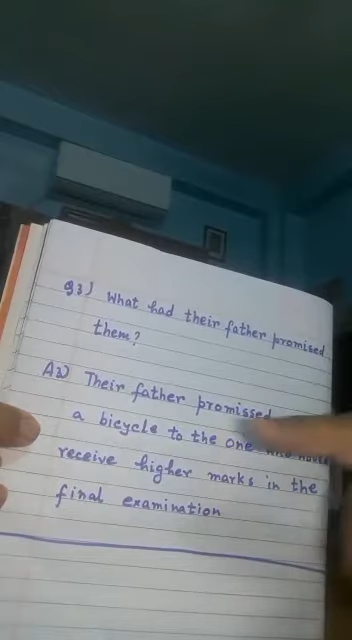 Q3) What had their father promised
them?
A3) Their father promissed
a bicycle to the one who
receive higher marks in the
final examination